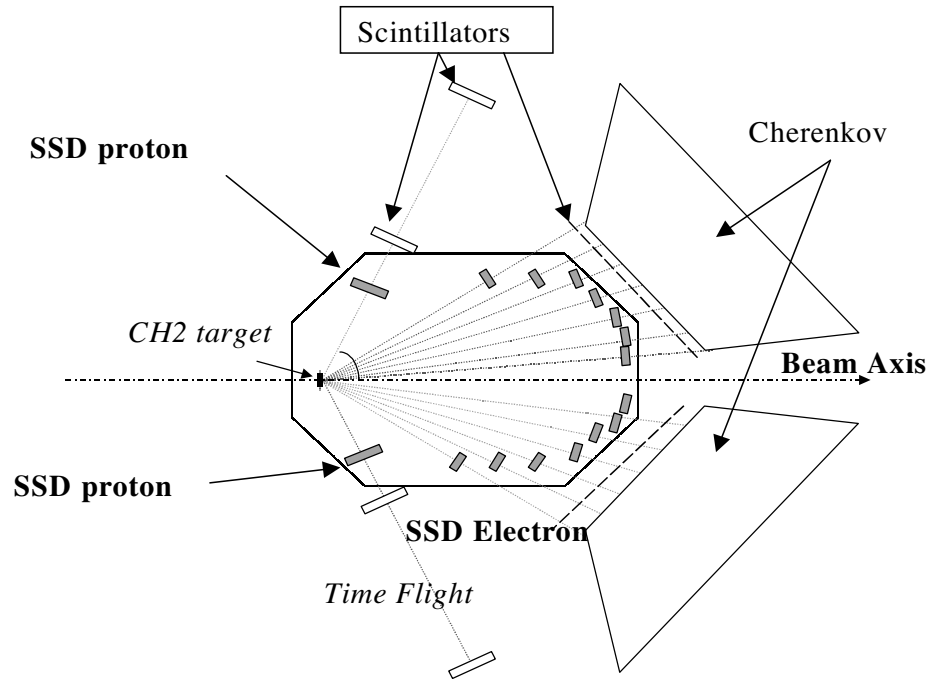 Scintillators
Cherenkov
SSD proton
CH2 target
Beam Axis
SSD proton
SSD Electron
Time Flight